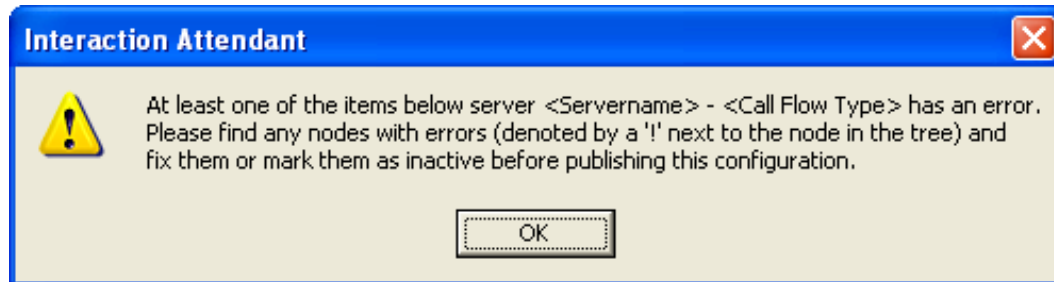 Interaction Attendant
At least one of the items below server <Servername> - <Call Flow Type> has an error.
Please find any nodes with errors (denoted by a '!' next to the node in the tree) and
fix them or mark them as inactive before publishing this configuration.
OK